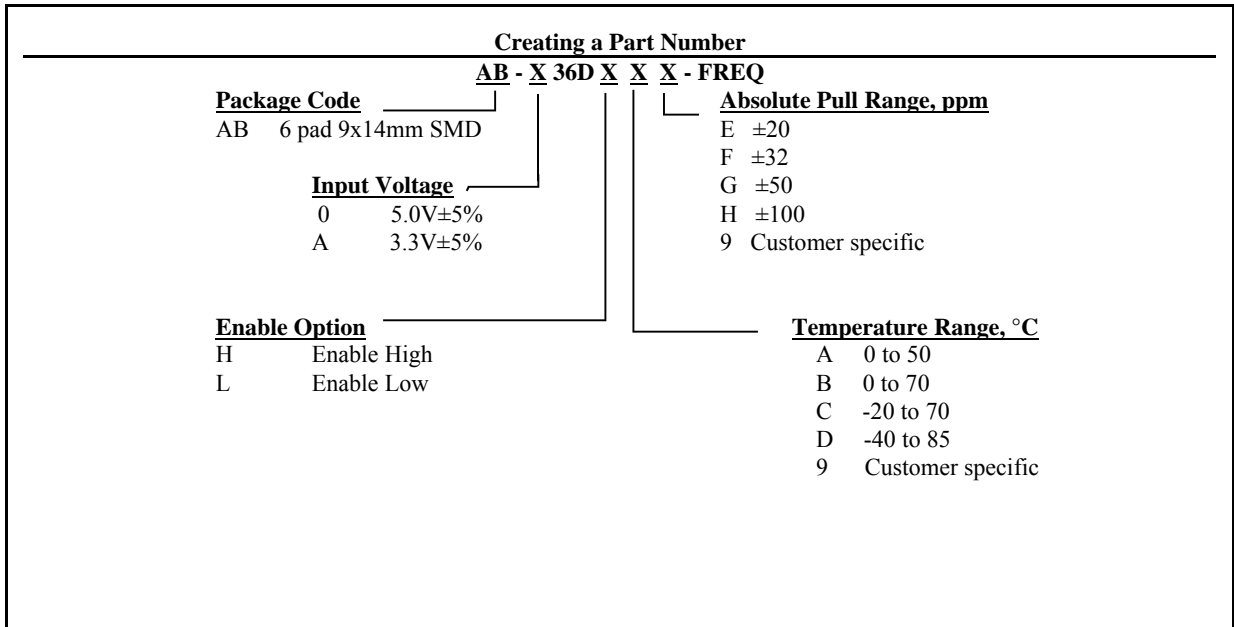 Creating a Part Number
AB - X 36D X X X - FREQ
Package Code
AB 6 pad 9x14mm SMD
Input Voltage
0 5.0V±5%
A 3.3V±5%
Enable Option
H Enable High
L Enable Low
Absolute Pull Range, ppm
E ±20
F ±32
G ±50
H ±100
9 Customer specific
Temperature Range, °C
A 0 to 50
B 0 to 70
C -20 to 70
D -40 to 85
9 Customer specific